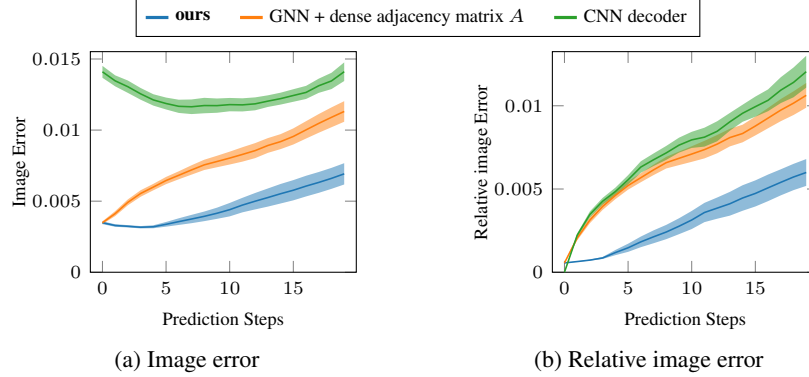 ours GNN + dense adjacency matrix A CNN decoder
0.015
0.01
0.005
0
0 5 10 15
Image Error
Prediction Steps
(a) Image error
0.01
0.005
0
0 5 10 15
Relative image Error
Prediction Steps
(b) Relative image error